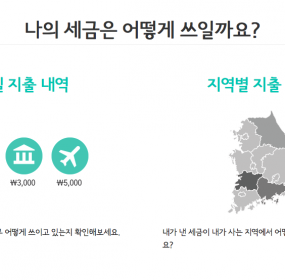 나의 세금은 어떻게 쓰일까요?
지출 내역
지역별 지출
₩3,000
₩5,000
어떻게 쓰이고 있는지 확인해보세요.
내가 낸 세금이 내가 사는 지역에서 어떻
요?